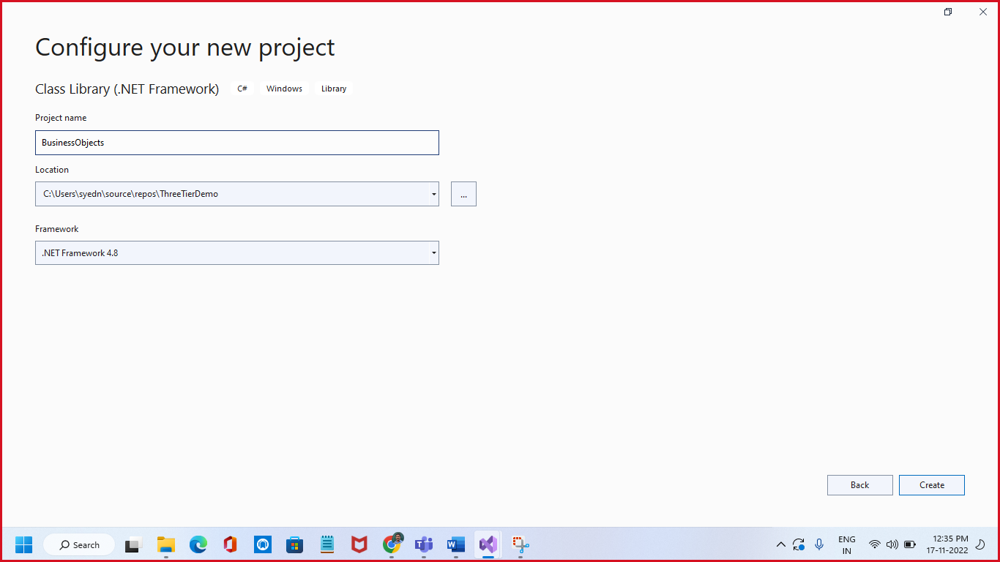 Configure your new project
Class Library (.NET Framework) C# Windows Library
Project name
BusinessObjects
Location
C:\Users\syedn\source\repos\ThreeTierDemo
...
Framework
.NET Framework 4.8
Back Create
Search
ENG
IN
12:35 PM
17-11-2022